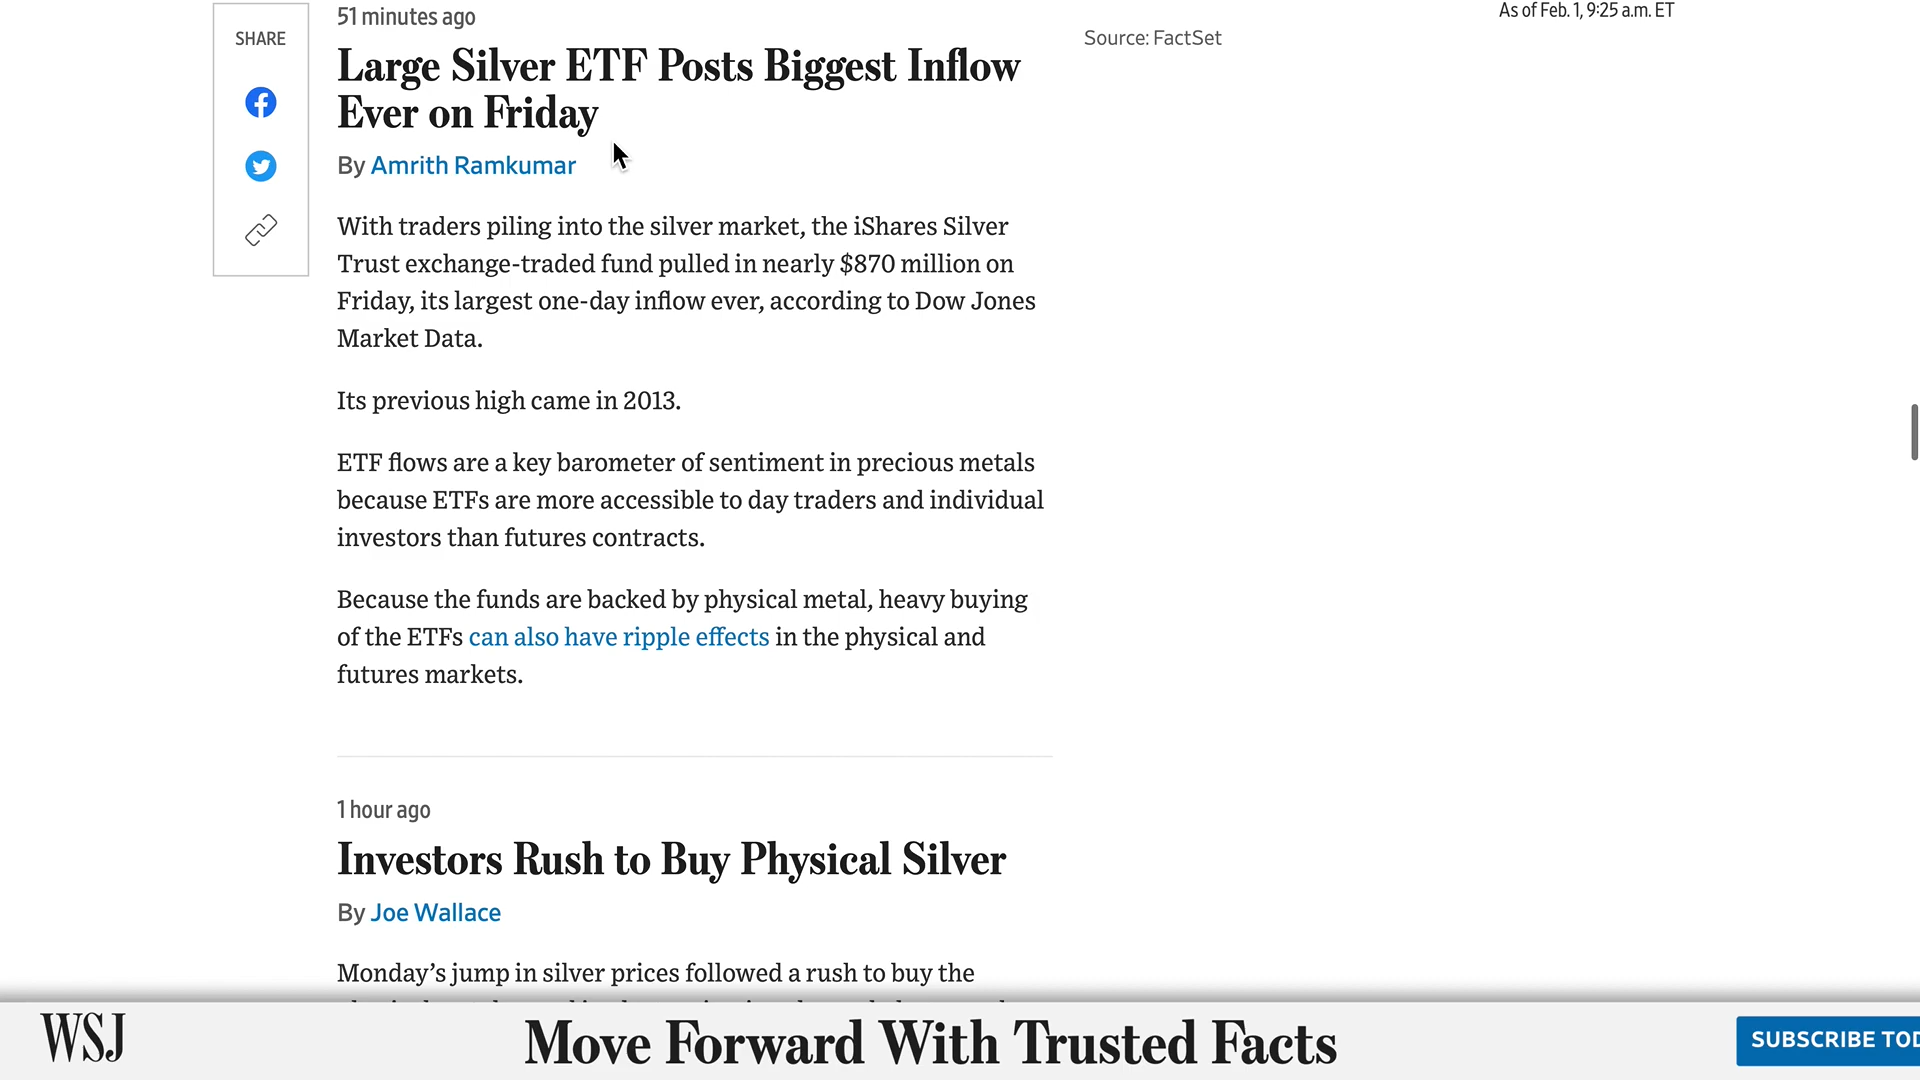 51 minutes ago
Large Silver ETF Posts Biggest Inflow
Ever on Friday
By Amrith Ramkumar
With traders piling into the silver market, the iShares Silver
Trust exchange-traded fund pulled in nearly $870 million on
Friday, its largest one-day inflow ever, according to Dow Jones
Market Data.
Its previous high came in 2013.
ETF flows are a key barometer of sentiment in precious metals
because ETFs are more accessible to day traders and individual
investors than futures contracts.
Because the funds are backed by physical metal, heavy buying
of the ETFs can also have ripple effects in the physical and
futures markets.
1 hour ago
Investors Rush to Buy Physical Silver
By Joe Wallace
Monday’s jump in silver prices followed a rush to buy the
SHARE
As of Feb. 1, 9:25 a.m. ET
Source: FactSet
WSJ
Move Forward With Trusted Facts
SUBSCRIBE TOD